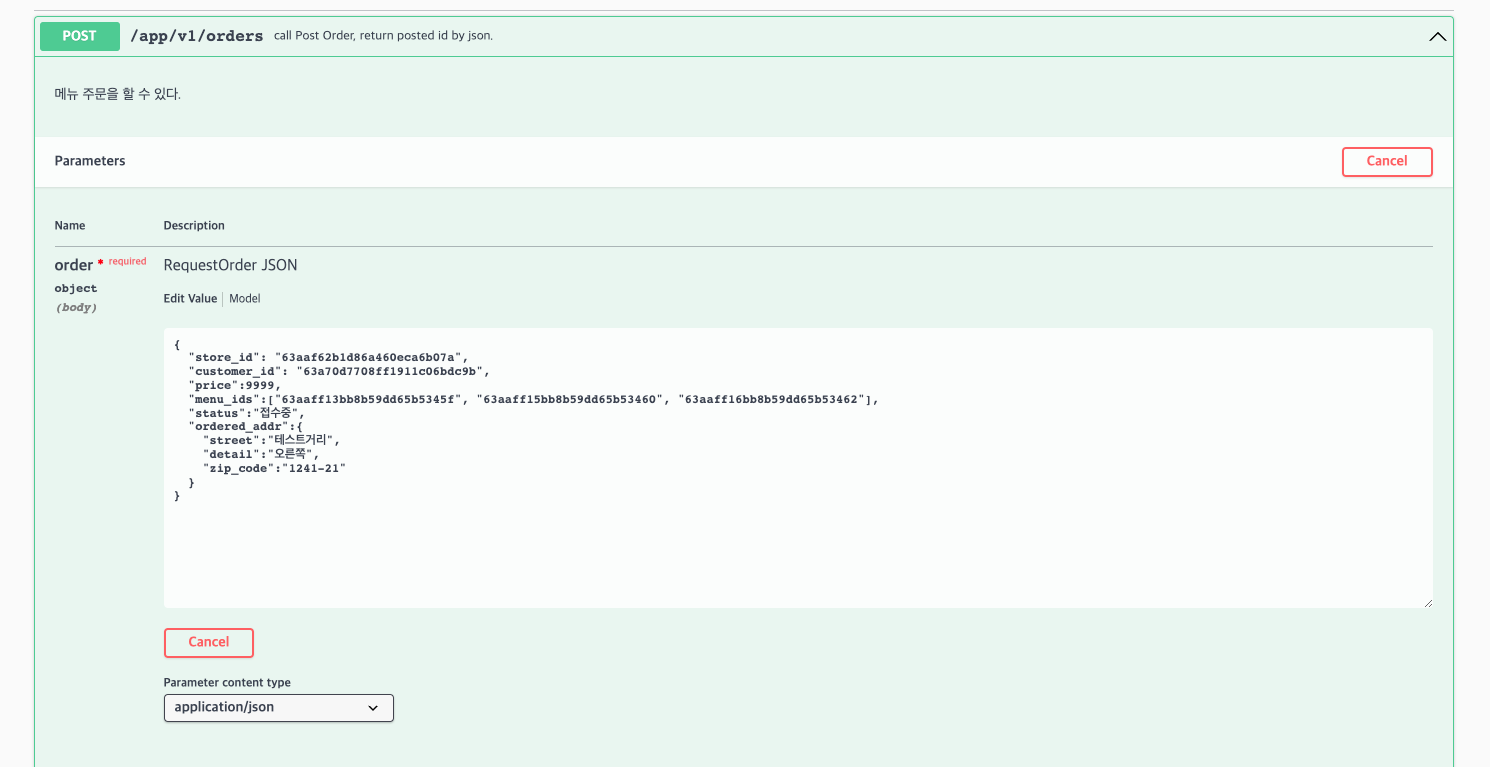 POST /app/v1/orders call Post Order, return posted id by json.
메뉴 주문을 할 수 있다.
Parameters
Cancel
Name Description
order * required RequestOrder JSON
object
(body)
Edit Value Model
{
"store_id": "63aaf62b1d86a460eca6b07a",
"customer_id": "63a70d7708ff1911c06bdc9b",
"price":9999,
"menu_ids":["63aaff13bb8b59dd65b5345f", "63aaff15bb8b59dd65b53460", "63aaff16bb8b59dd65b53462"],
"status":"접수중",
"ordered_addr":{
"street":"테스트거리",
"detail":"오른쪽",
"zip_code":"1241-21"
}
}
Cancel
Parameter content type
application/json